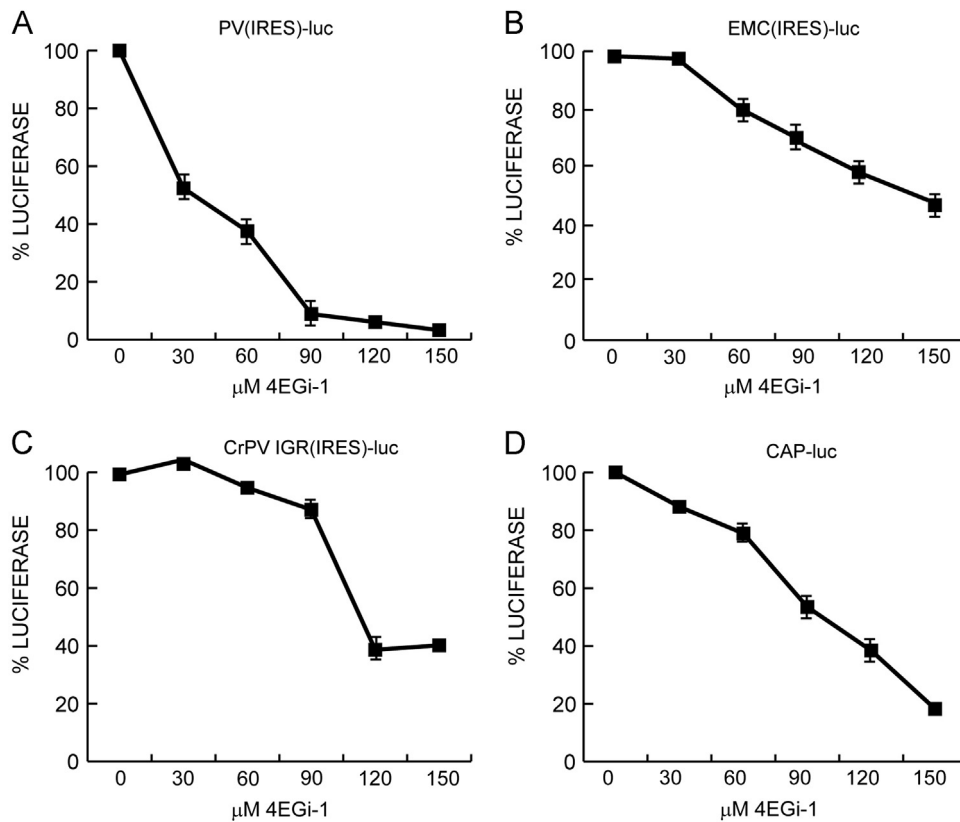 A
PV(IRES)-luc
% LUCIFERASE
100
80
60
40
20
0
0 30 60 90 120 150
μM 4EGi-1
B
EMC(IRES)-luc
% LUCIFERASE
100
80
60
40
20
0
0 30 60 90 120 150
μM 4EGi-1
C
CrPV IGR(IRES)-luc
% LUCIFERASE
100
80
60
40
20
0
0 30 60 90 120 150
μM 4EGi-1
D
CAP-luc
% LUCIFERASE
100
80
60
40
20
0
0 30 60 90 120 150
μM 4EGi-1